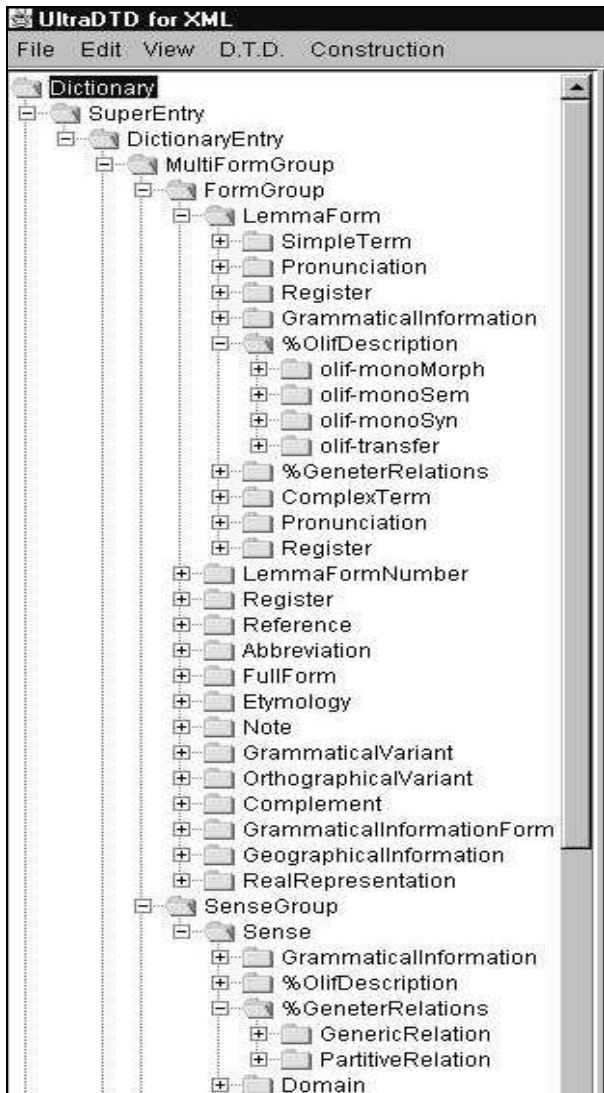 UltraDTD for XML
File Edit View D.T.D. Construction
Dictionary
SuperEntry
DictionaryEntry
MultiFormGroup
FormGroup
LemmaForm
SimpleTerm
Pronunciation
Register
GrammaticalInformation
%OlifDescription
olif-monoMorph
olif-monoSem
olif-monoSyn
olif-transfer
%GeneterRelations
ComplexTerm
Pronunciation
Register
LemmaFormNumber
Register
Reference
Abbreviation
FullForm
Etymology
Note
GrammaticalVariant
OrthographicalVariant
Complement
GrammaticalInformationForm
GeographicalInformation
RealRepresentation
SenseGroup
Sense
GrammaticalInformation
%OlifDescription
%GeneterRelations
GenericRelation
PartitiveRelation
Domain